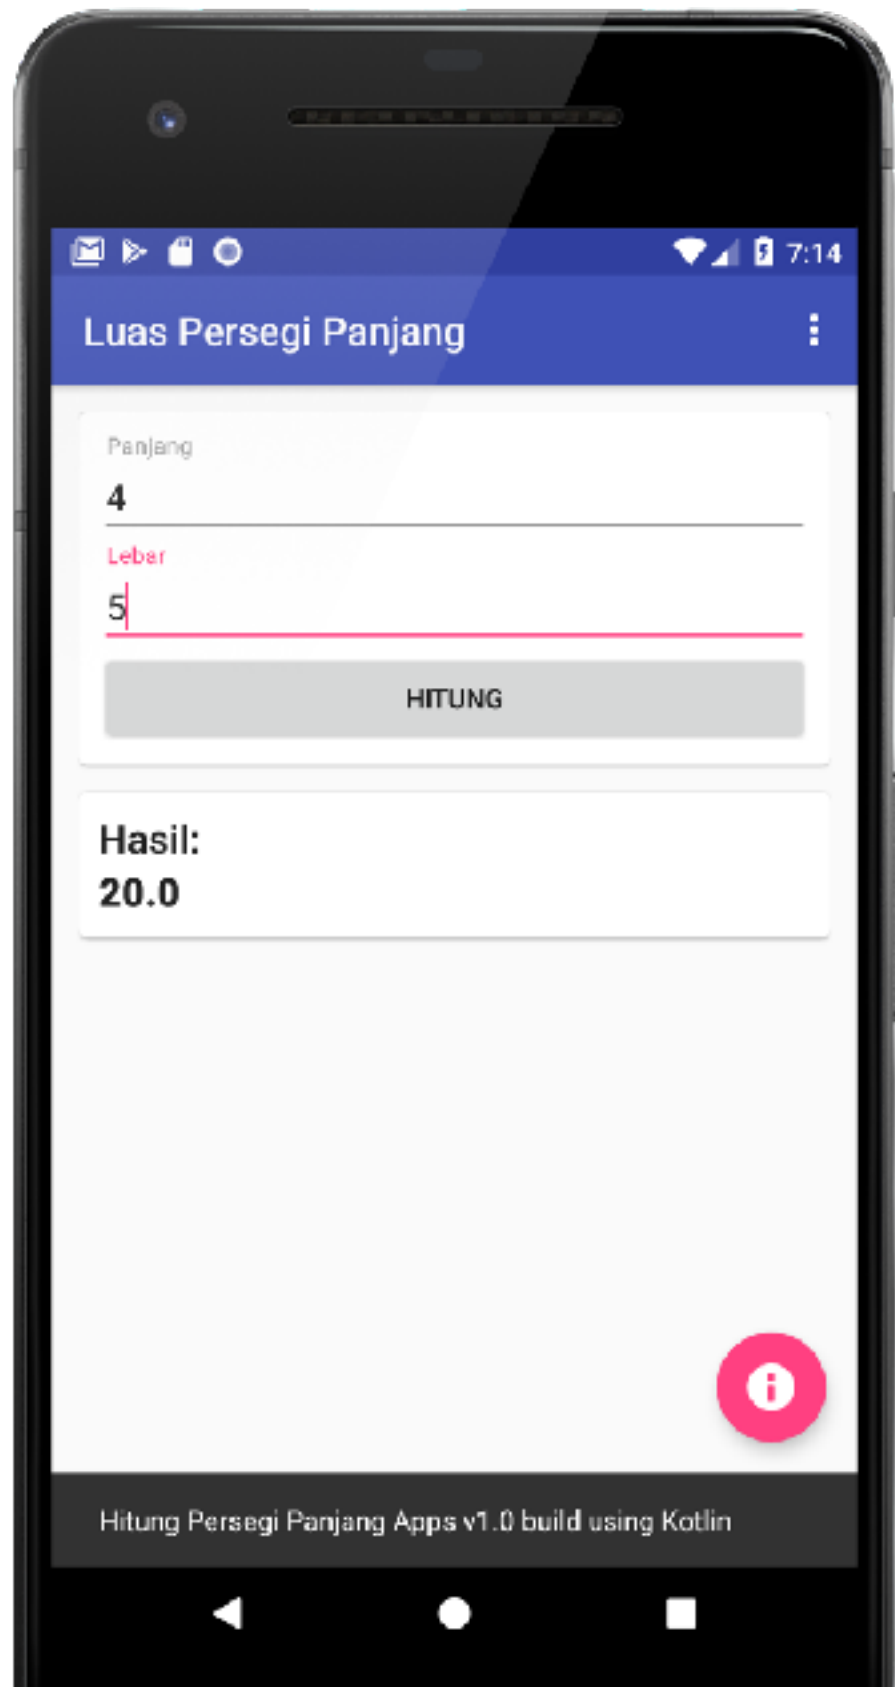 7:14
Luas Persegi Panjang
Panjang
4
Lebar
5
HITUNG
Hasil:
20.0
Hitung Persegi Panjang Apps v1.0 build using Kotlin